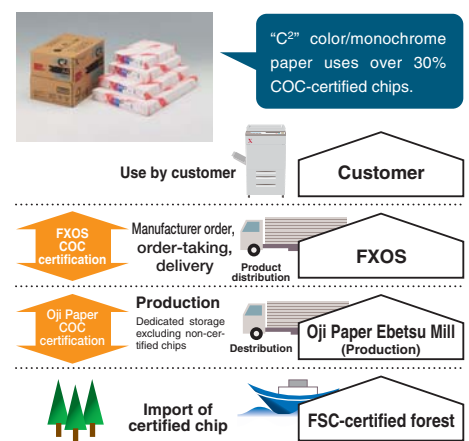 “C²” color/monochrome
paper uses over 30%
COC-certified chips.
Use by customer
Customer
FXOS
COC
certification
Manufacturer order,
order-taking,
delivery
Product
distribution
FXOS
Oji Paper
COC
certification
Production
Dedicated storage
excluding non-cer-
tified chips
Destribution
Oji Paper Ebetsu Mill
(Production)
Import of
certified chip
FSC-certified forest